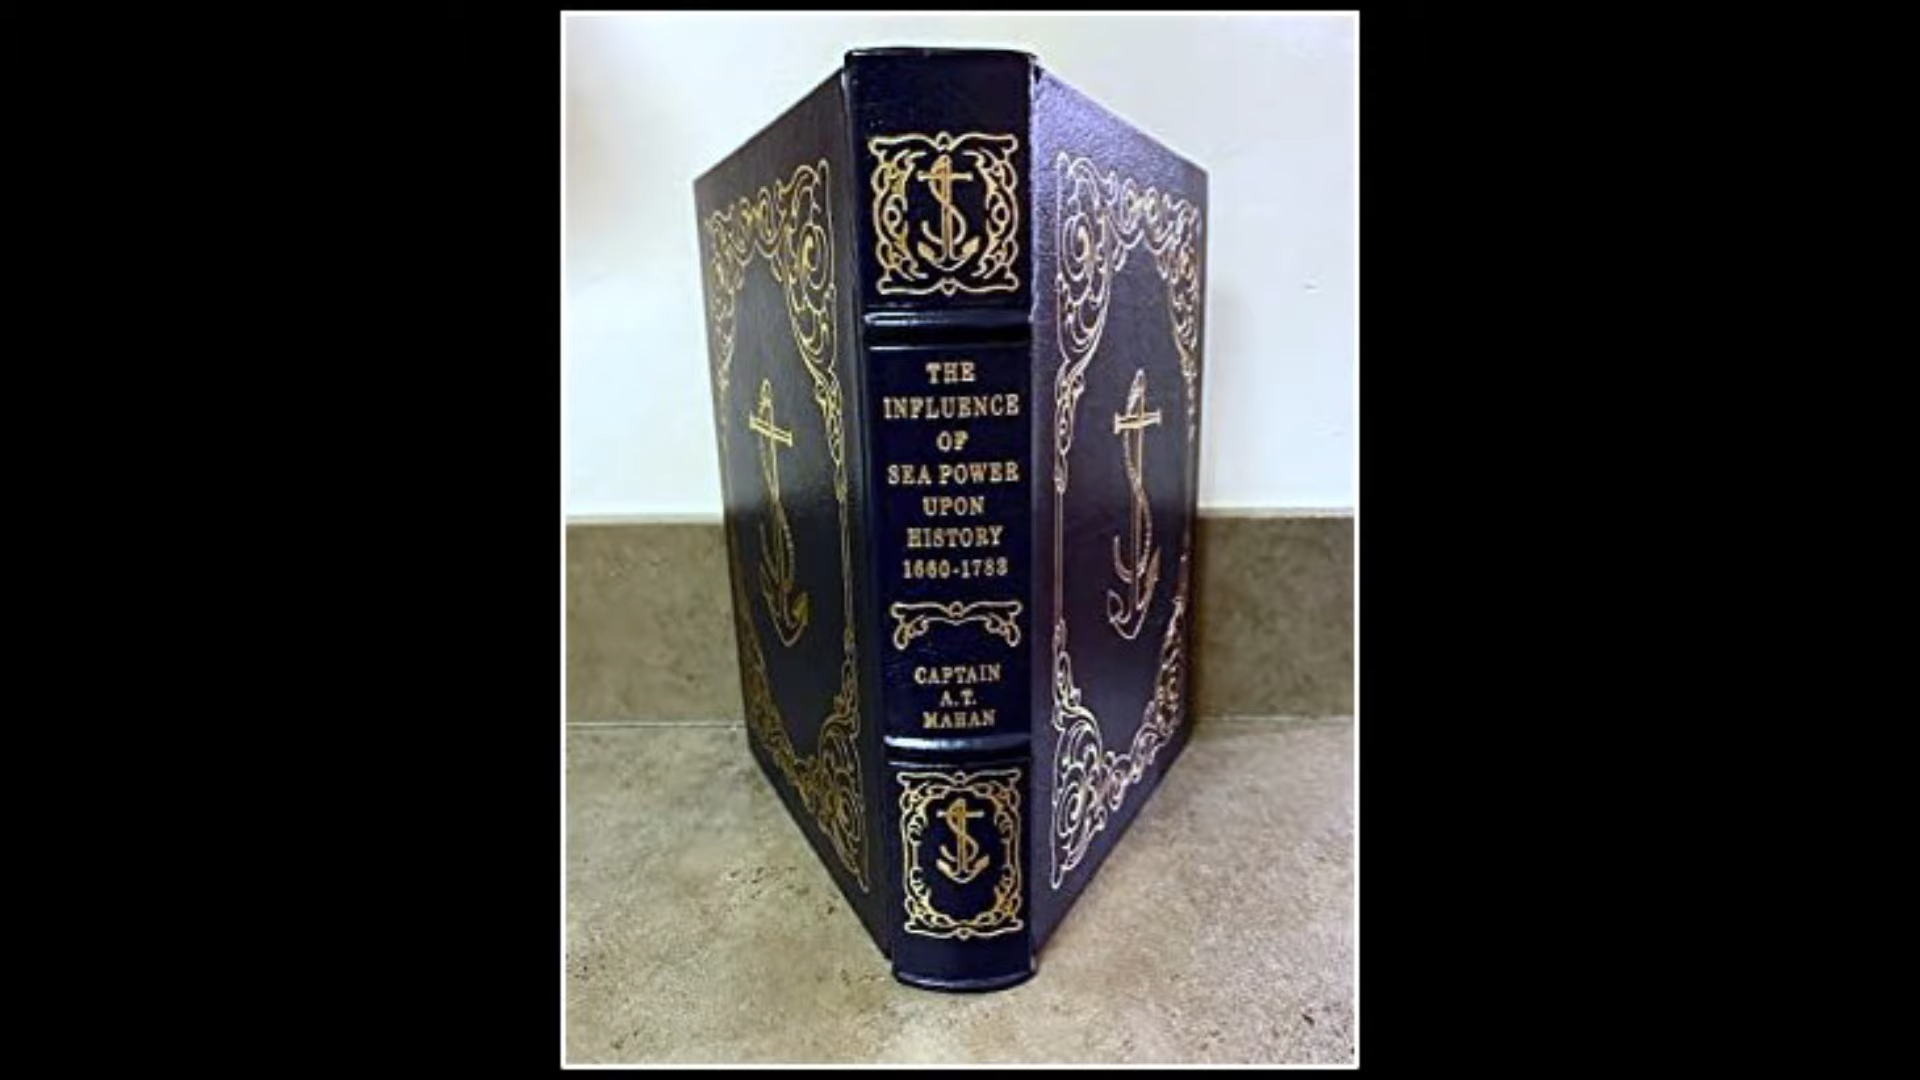 THE
INFLUENCE
OF
SEA POWER
UPON
HISTORY
1660-1783
CAPTAIN
A.T.
MAHAN